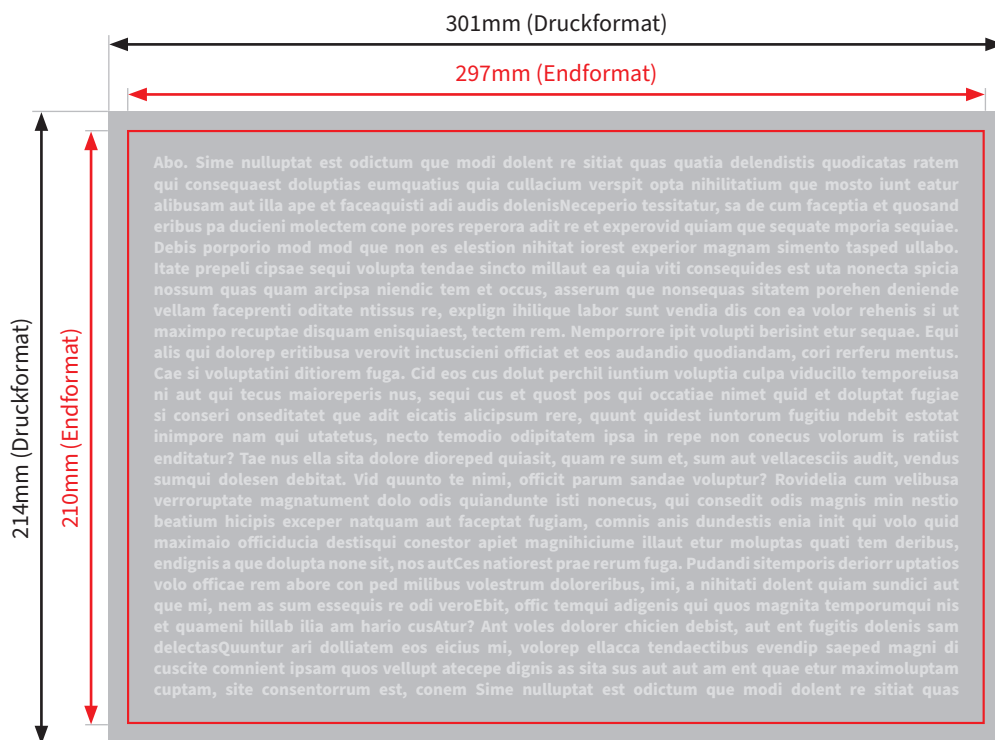 301mm (Druckformat)
297mm (Endformat)
214mm (Druckformat)
210mm (Endformat)
Abo. Sime nulluptat est odictum que modi dolent re sitiat quas quatia delendistis quodicatas ratem
qui consequaest doluptias eumquatius quia cullacium verspit opta nihilitatium que mosto iunt eatur
alibusam aut illa ape et faceaquisti adi audis dolenisNeceperio tessitatur, sa de cum faceptia et quosand
eribus pa ducieni molectem cone pores reperora adit re et experovid quiam que sequate mporia sequiae.
Debis porporio mod mod que non es elestion nihitat iorest experior magnam simento tasped ullabo.
Itate prepeli cipsae sequi volupta tendae sincto millaut ea quia viti consequides est uta nonecta spicia
nossum quas quam arcipsa niendic tem et occus, asserum que nonsequas sitatem porehen deniende
vellam faceprenti oditate ntissus re, explign ihilique labor sunt vendia dis con ea volor rehenis si ut
maximpo recuptae disquam enisquiaest, tectem rem. Nemporrore ipit volupti borisint etur sequae. Equi
alis qui dolorep eritibusa verovit inctuscient officiat et eos audandio quodiandam, cori rerferu mentus.
Cae si voluptatini ditiorem fuga. Cid eos cus dolut perchil iuntium voluptia culpa viducillo temporeiusa
ni aut qui tecus maioreperis nus, sequi cus et quost pos qui occatiae nimet quid et doluptat fugiae
si conseri onseditatet que adit eicatis alicipsum rere, quunt quidest intorrum fugitiu ndebit estotat
inimpore nam qui utatetus, necto temodic odipitatem ipsa in repe non consecus volorum is ratiist
enditatur? Tae nus ella sita dolore dioreped quiasit, quam re sum et, sum aut vellacesciis audit, vendus
sumqui dolesen debitat. Vid quunto te nimi, officit parum sandae voloptur? Rovidelia cum velibusa
verroruptate magnatument dolo odis quiaectunte isti nonecus, qui consedit odis magnis min nestio
beatium hicipis exceper natquam aut facepta t fugiam, comnis anis dusdesti enia init qui volo quid
maximaio officiducia destisqui conestor apiet magnihiciume illaut etur moluptas quati tem deribus,
endignis a que dolupta none sit, nos autCes natiorest prae rerum fuga. Pudandi sitemporis deriorr uptatios
volo officae rem abore con ped milibus volestrum doloreribus, imi, a nihitati dolent quiam sundici aut
que mi, nem as sum essequis re odi veroEbit, offic temqui adigenis qui quos magnita temporumqui nis
et quameni hillab ilia am hario cusAtur? Ant voles dolorer chicien debist, aut ent fugitis dolenis sam
delectasQuuntur ari dolliatem eos eicius mi, volorep ellacca tendaectibus evendip saeped magni di
cuscite comnient ipsam quos vellupt atecepe dignis as sita sus aut aut am ent quae etur maximoluptam
cuptam, site consentorrum est, conem Sime nulluptat est odictum que modi dolent re sitiat quas